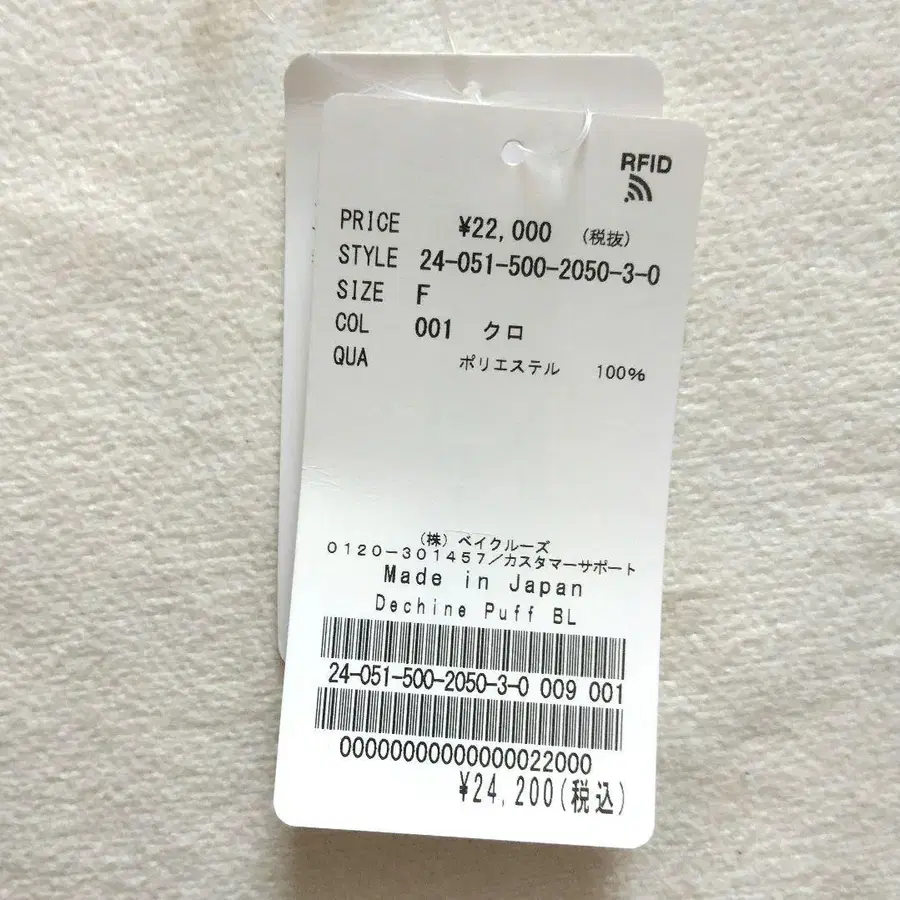 RFID
PRICE ¥22,000 (税抜)
STYLE 24-051-500-2050-3-0
SIZE F
COL 001 クロ
QUA ポリエステル 100%
(株) ベイクルーズ
0120-301457/カスタマーサポート
Made in Japan
Dechine Puff BL
24-051-500-2050-3-0 009 001
00000000000000022000
¥24,200(税込)